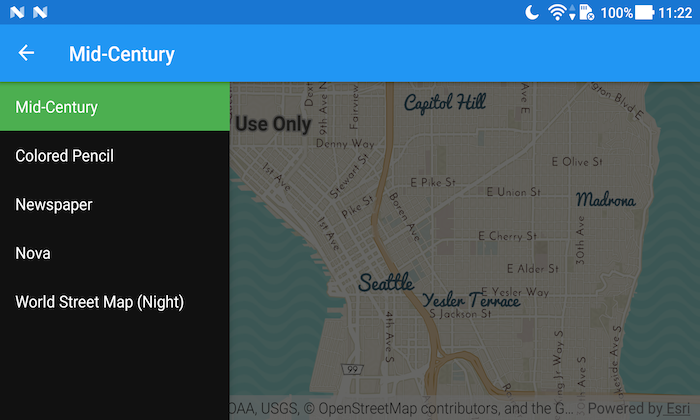 100% 11:22
Mid-Century
Mid-Century
Colored Pencil
Newspaper
Nova
World Street Map (Night)
Use Only
Capitol Hill
Denny Way
1st Ave
Stewart St
E Olive St
E Pike St
E Union St
Pike St
Boren Ave
Madrona
1st Ave
30th Ave
E Cherry St
E Alder St
Seattle
Yesler Terrace
E Yesler Way
S Jackson St
4th Ave S
99
30th Ave S
USGS, © OpenStreetMap contributors, and the G... Powered by Esri